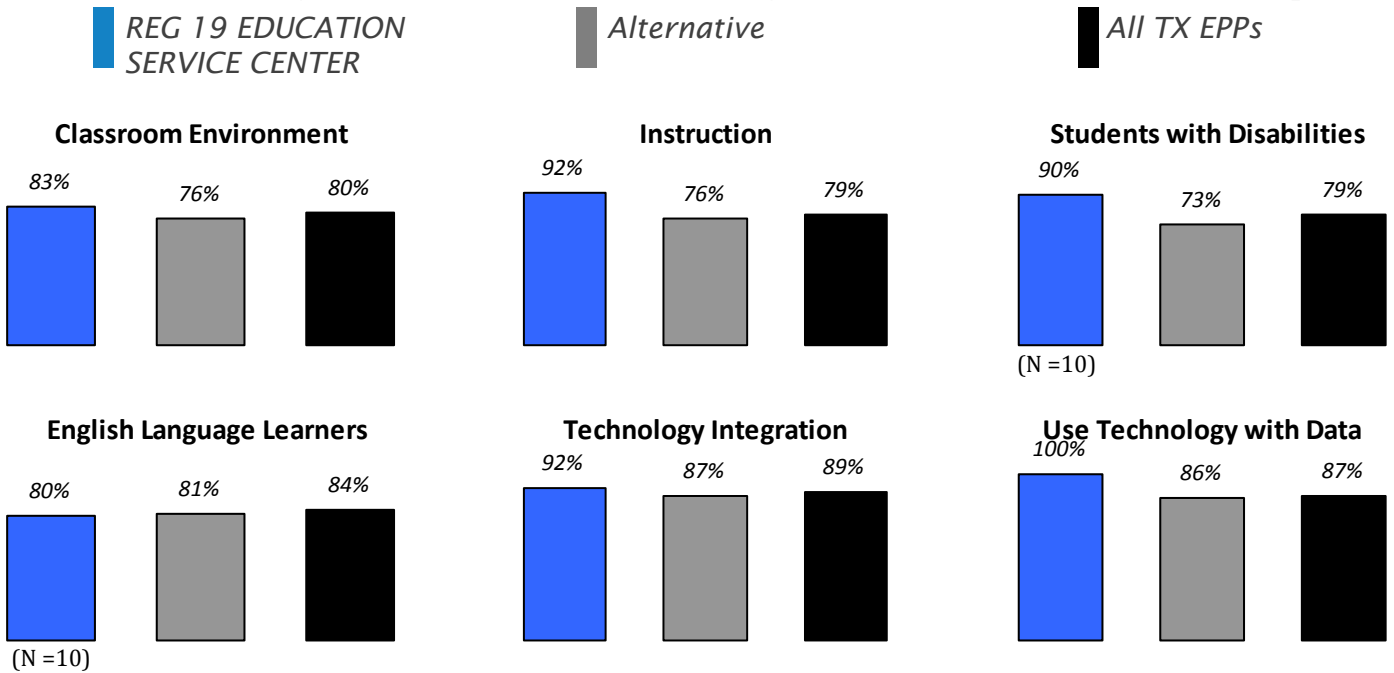 REG 19 EDUCATION
SERVICE CENTER
Alternative
All TX EPPs
Classroom Environment
83%
76%
80%
Instruction
92%
76%
79%
Students with Disabilities
90%
73%
79%
(N =10)
English Language Learners
80%
81%
84%
(N =10)
Technology Integration
92%
87%
89%
Use Technology with Data
100%
86%
87%